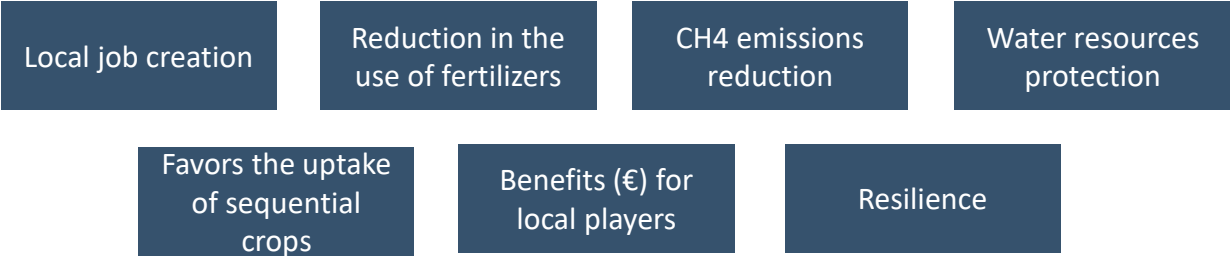 Local job creation
Reduction in the
use of fertilizers
CH4 emissions
reduction
Water resources
protection
Favors the uptake
of sequential
crops
Benefits (€) for
local players
Resilience